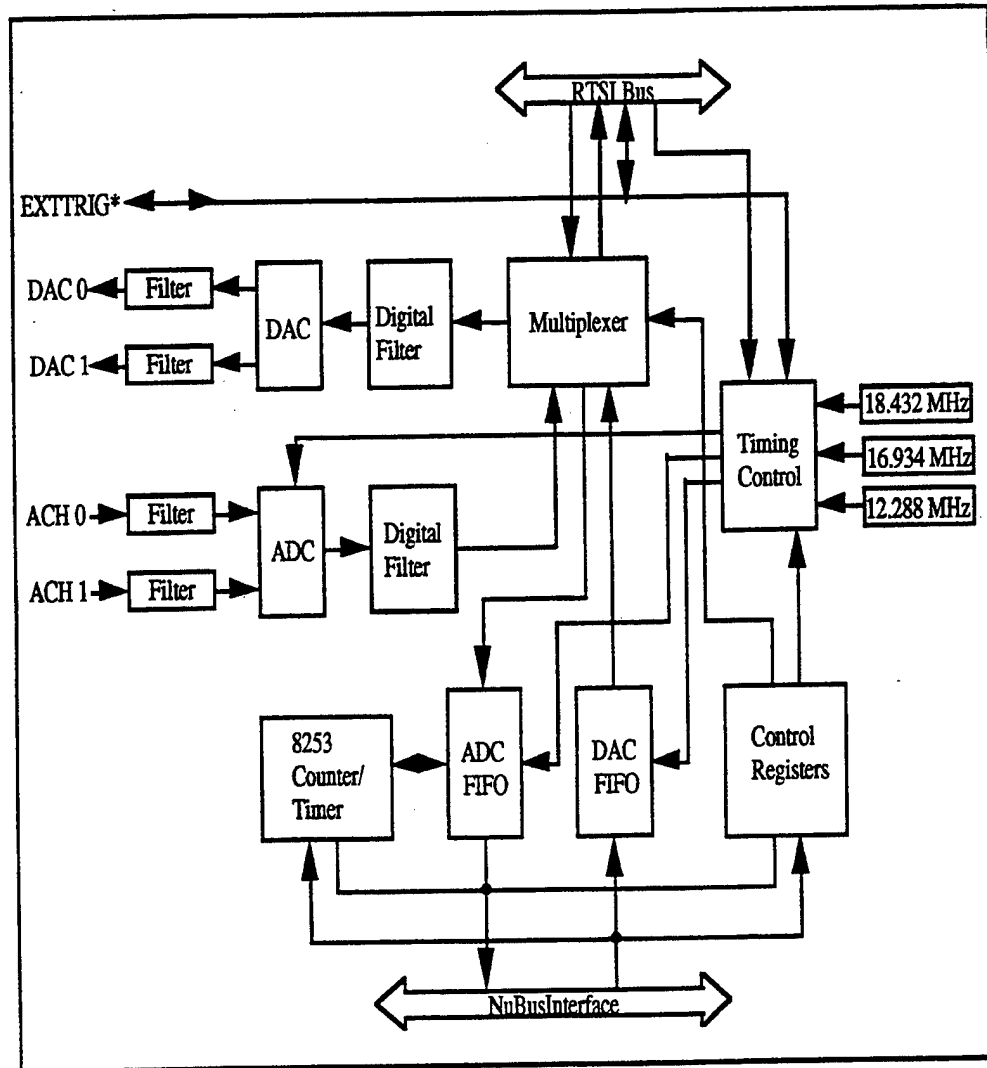 RTSI Bus
EXTTRIG*
DAC 0
Filter
DAC
Digital
Filter
Multiplexer
DAC 1
Filter
18.432 MHz
Timing
Control
16.934 MHz
12.288 MHz
ACH 0
Filter
ADC
Digital
Filter
ACH 1
Filter
8253
Counter/
Timer
ADC
FIFO
DAC
FIFO
Control
Registers
NuBusInterface